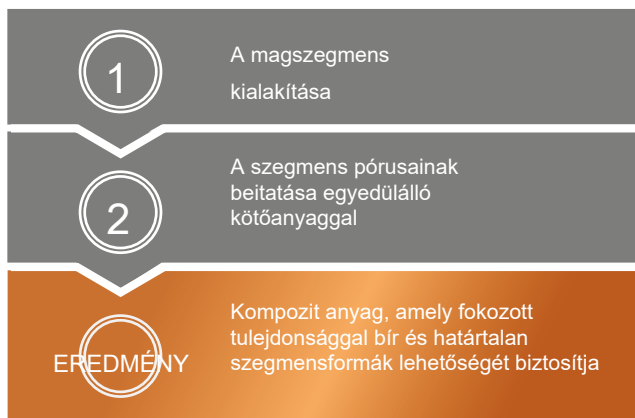 1
A magszegmens
kialakítása
2
A szegmens pórusainak
beitatása egyedülálló
kötőanyaggal
EREDMÉNY
Kompozit anyag, amely fokozott
tulejdonsággal bír és határtalan
szegmensformák lehetőségét biztosítja